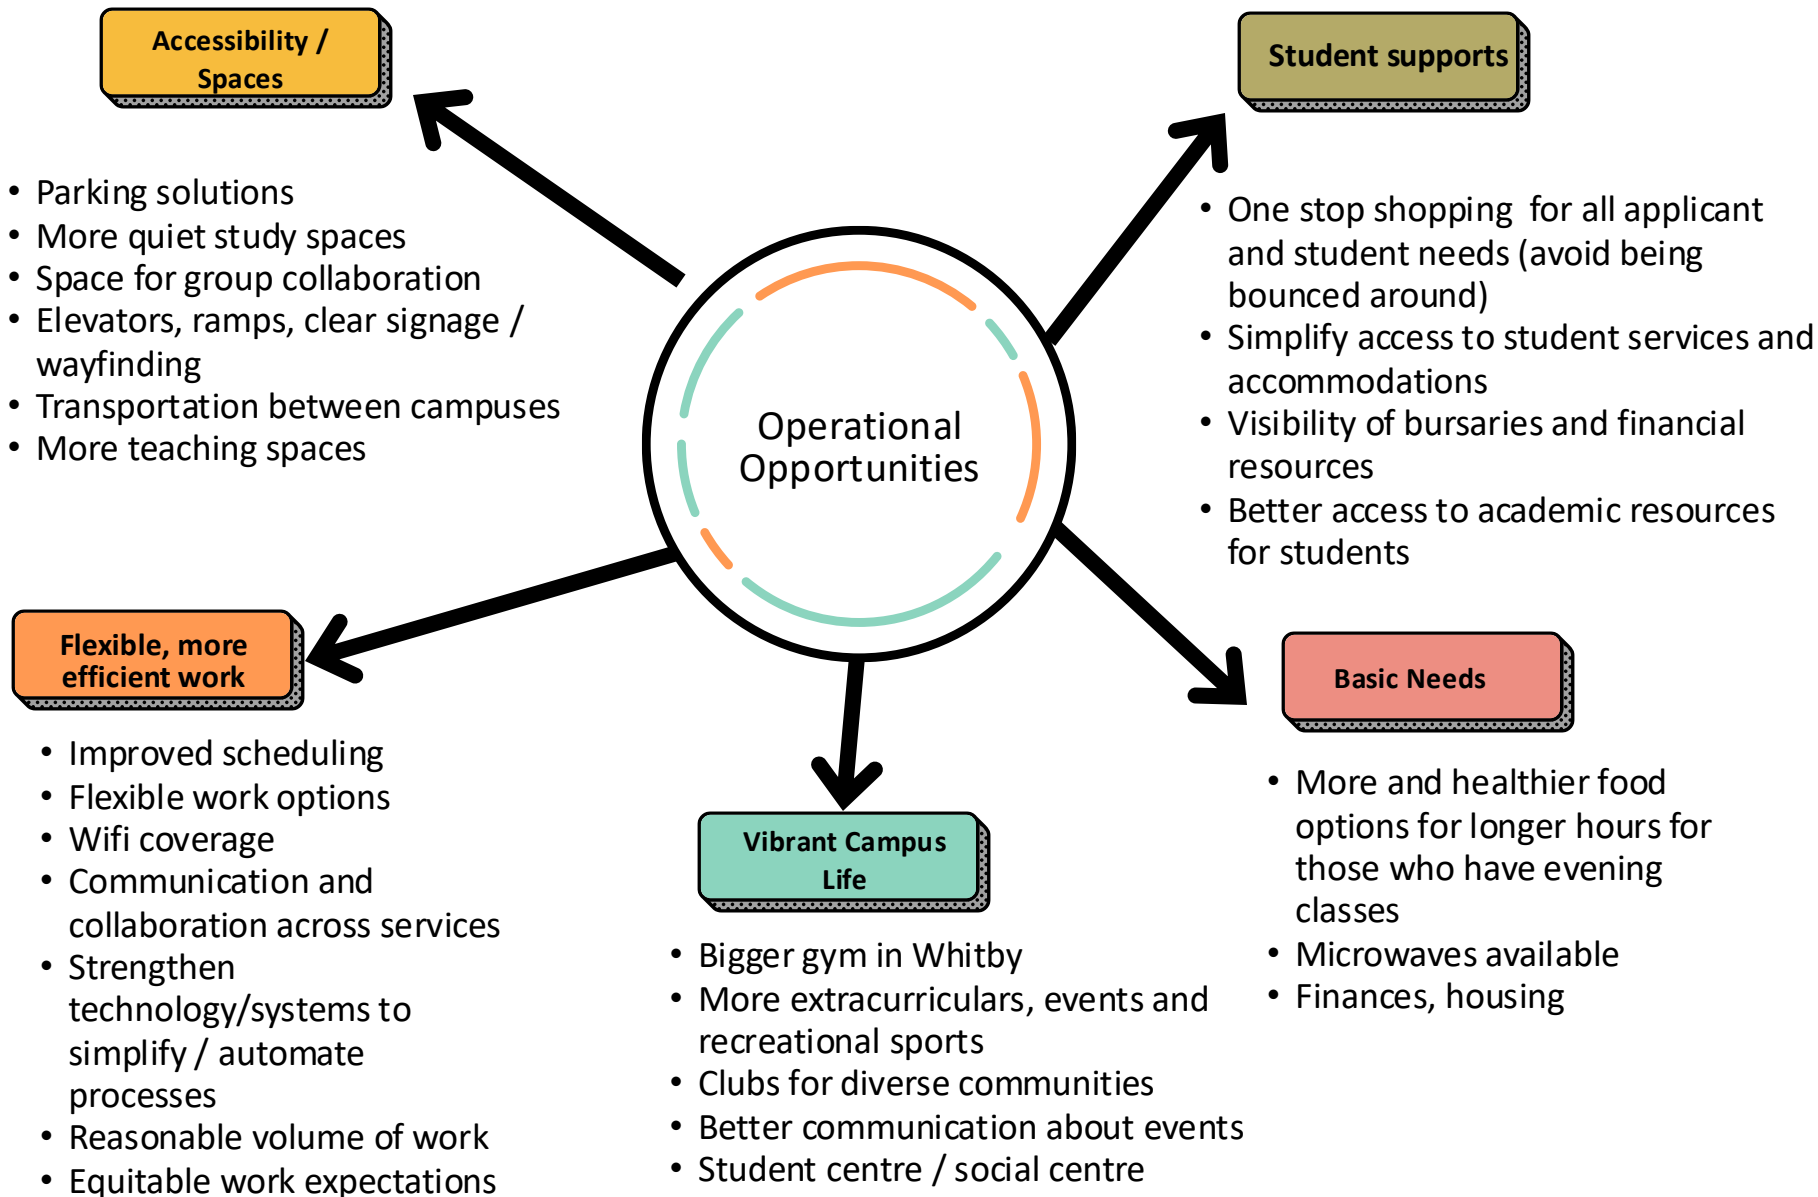 Accessibility /
Spaces
• Parking solutions
• More quiet study spaces
• Space for group collaboration
• Elevators, ramps, clear signage /
wayfinding
• Transportation between campuses
• More teaching spaces
Student supports
• One stop shopping for all applicant
and student needs (avoid being
bounced around)
• Simplify access to student services and
accommodations
• Visibility of bursaries and financial
resources
• Better access to academic resources
for students
Operational
Opportunities
Flexible, more
efficient work
• Improved scheduling
• Flexible work options
• Wifi coverage
• Communication and
collaboration across services
• Strengthen
technology/systems to
simplify / automate
processes
• Reasonable volume of work
• Equitable work expectations
Vibrant Campus
Life
• Bigger gym in Whitby
• More extracurriculars, events and
recreational sports
• Clubs for diverse communities
• Better communication about events
• Student centre / social centre
Basic Needs
• More and healthier food
options for longer hours for
those who have evening
classes
• Microwaves available
• Finances, housing